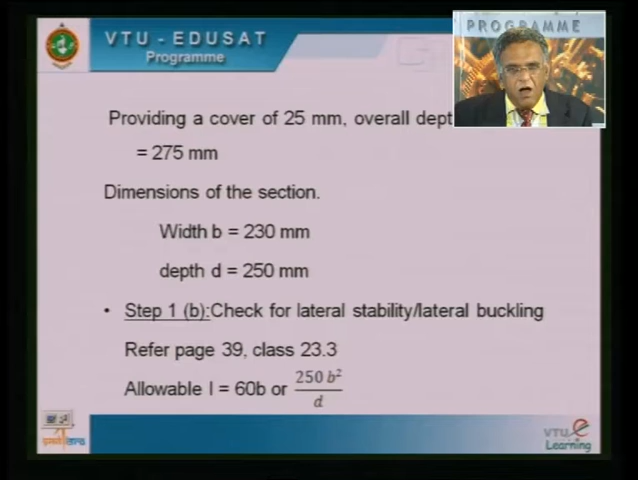 VTU - EDUSAT
Programme
PROGRAMME
Providing a cover of 25 mm, overall dept
= 275 mm
Dimensions of the section.
Width b = 230 mm
depth d = 250 mm
• Step 1 (b):Check for lateral stability/lateral buckling
Refer page 39, class 23.3
Allowable l = 60b or 250 b² / d
VTU e
Learning